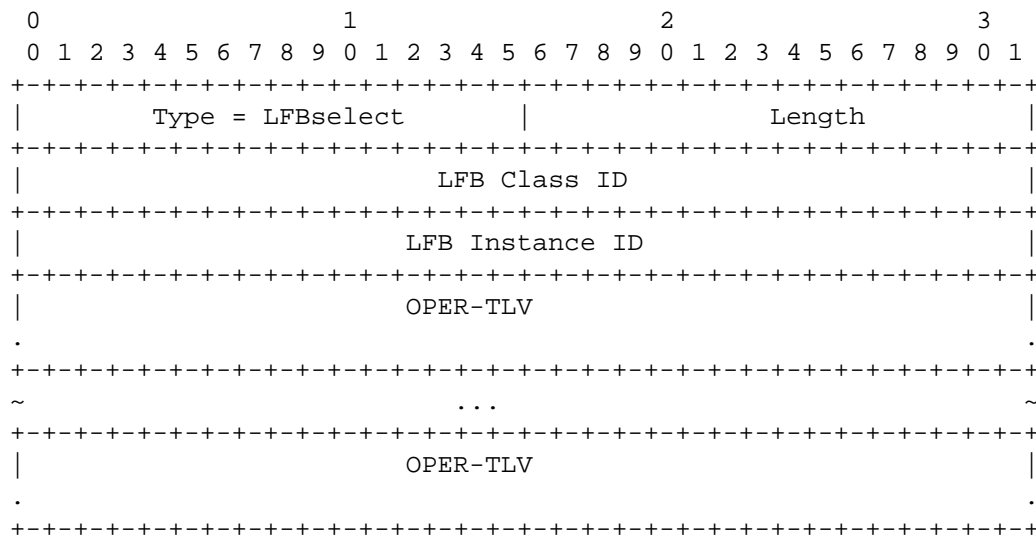 0                   1                   2                   3
 0 1 2 3 4 5 6 7 8 9 0 1 2 3 4 5 6 7 8 9 0 1 2 3 4 5 6 7 8 9 0 1
+-+-+-+-+-+-+-+-+-+-+-+-+-+-+-+-+-+-+-+-+-+-+-+-+-+-+-+-+-+-+-+-+
|        Type = LFBselect       |               Length          |
+-+-+-+-+-+-+-+-+-+-+-+-+-+-+-+-+-+-+-+-+-+-+-+-+-+-+-+-+-+-+-+-+
|                          LFB Class ID                         |
+-+-+-+-+-+-+-+-+-+-+-+-+-+-+-+-+-+-+-+-+-+-+-+-+-+-+-+-+-+-+-+-+
|                        LFB Instance ID                        |
+-+-+-+-+-+-+-+-+-+-+-+-+-+-+-+-+-+-+-+-+-+-+-+-+-+-+-+-+-+-+-+-+
|                        OPER-TLV                               |
.                                                               .
+-+-+-+-+-+-+-+-+-+-+-+-+-+-+-+-+-+-+-+-+-+-+-+-+-+-+-+-+-+-+-+-+
~                           ...                                 ~
+-+-+-+-+-+-+-+-+-+-+-+-+-+-+-+-+-+-+-+-+-+-+-+-+-+-+-+-+-+-+-+-+
|                        OPER-TLV                               |
.                                                               .
+-+-+-+-+-+-+-+-+-+-+-+-+-+-+-+-+-+-+-+-+-+-+-+-+-+-+-+-+-+-+-+-+